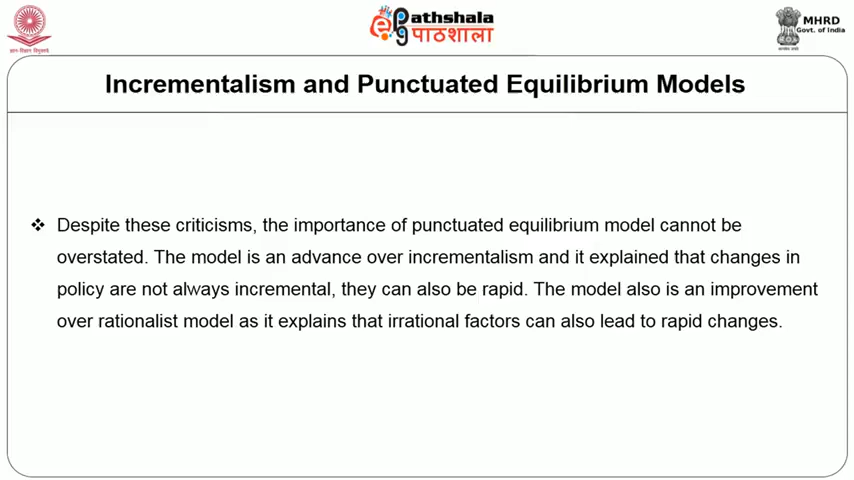 ePathshala
पाठशाला
MHRD
Govt. of India
Incrementalism and Punctuated Equilibrium Models
❖ Despite these criticisms, the importance of punctuated equilibrium model cannot be
overstated. The model is an advance over incrementalism and it explained that changes in
policy are not always incremental, they can also be rapid. The model also is an improvement
over rationalist model as it explains that irrational factors can also lead to rapid changes.